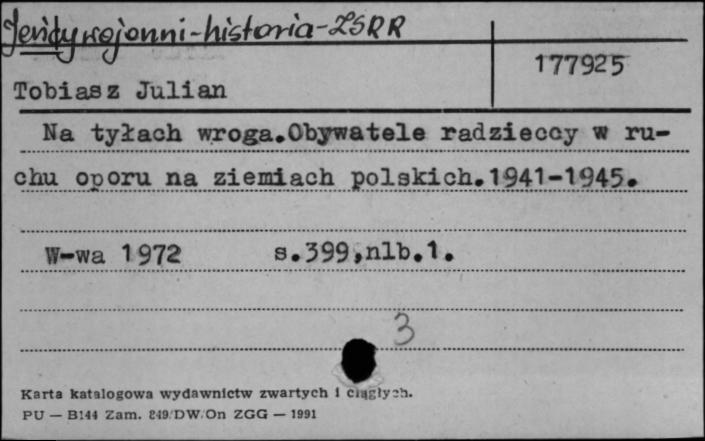 Jeńcy wojenni-historia-ZSRR
177925
Tobiasz Julian
Na tyłach wroga.Obywatele radzieccy w ru-
chu oporu na ziemiach polskich.1941-1945.
W-wa 1972 s.399,nlb.1.
3
Karta katalogowa wydawnictw zwartych i ciągłych.
PU — B144 Zam. 849/DW/On ZGG — 1991